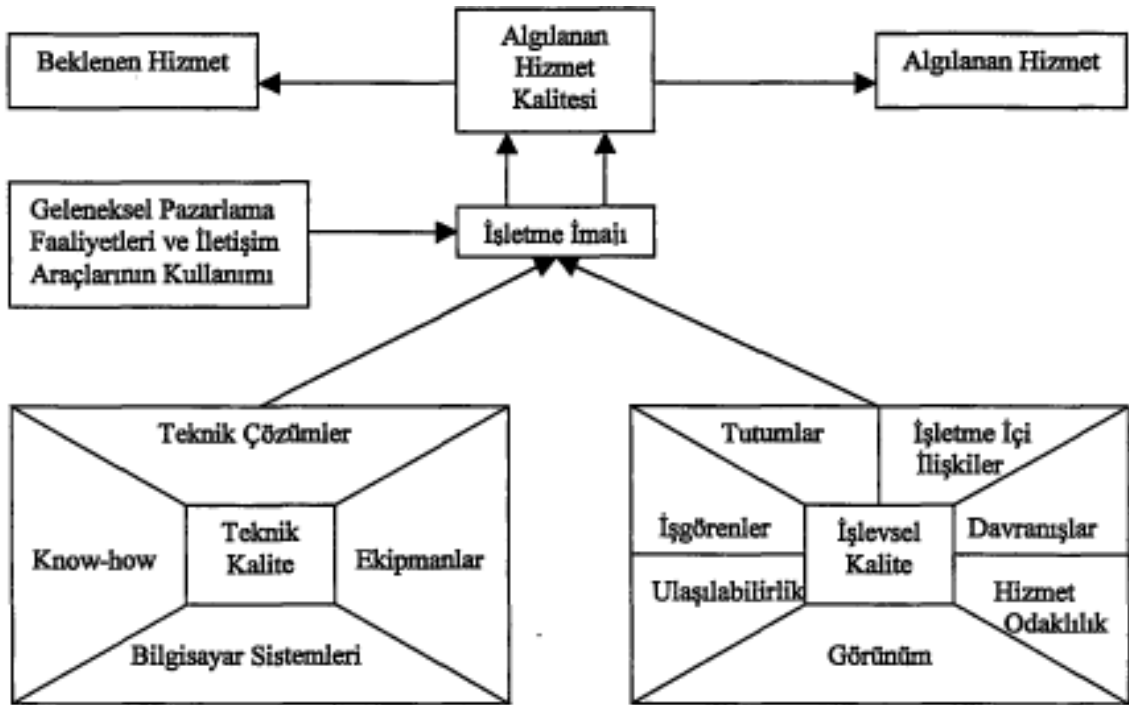 Beklenen Hizmet
Algılanan
Hizmet
Kalitesi
Algılanan Hizmet
Geleneksel Pazarlama
Faaliyetleri ve İletişim
Araçlarının Kullanımı
İşletme İmajı
Teknik Çözümler
Know-how
Teknik
Kalite
Ekipmanlar
Bilgisayar Sistemleri
Tutumlar
İşletme İçi
İlişkiler
İşgörenler
İşlevsel
Kalite
Davranışlar
Ulaşılabilirlik
Hizmet
Odaklılık
Görünüm